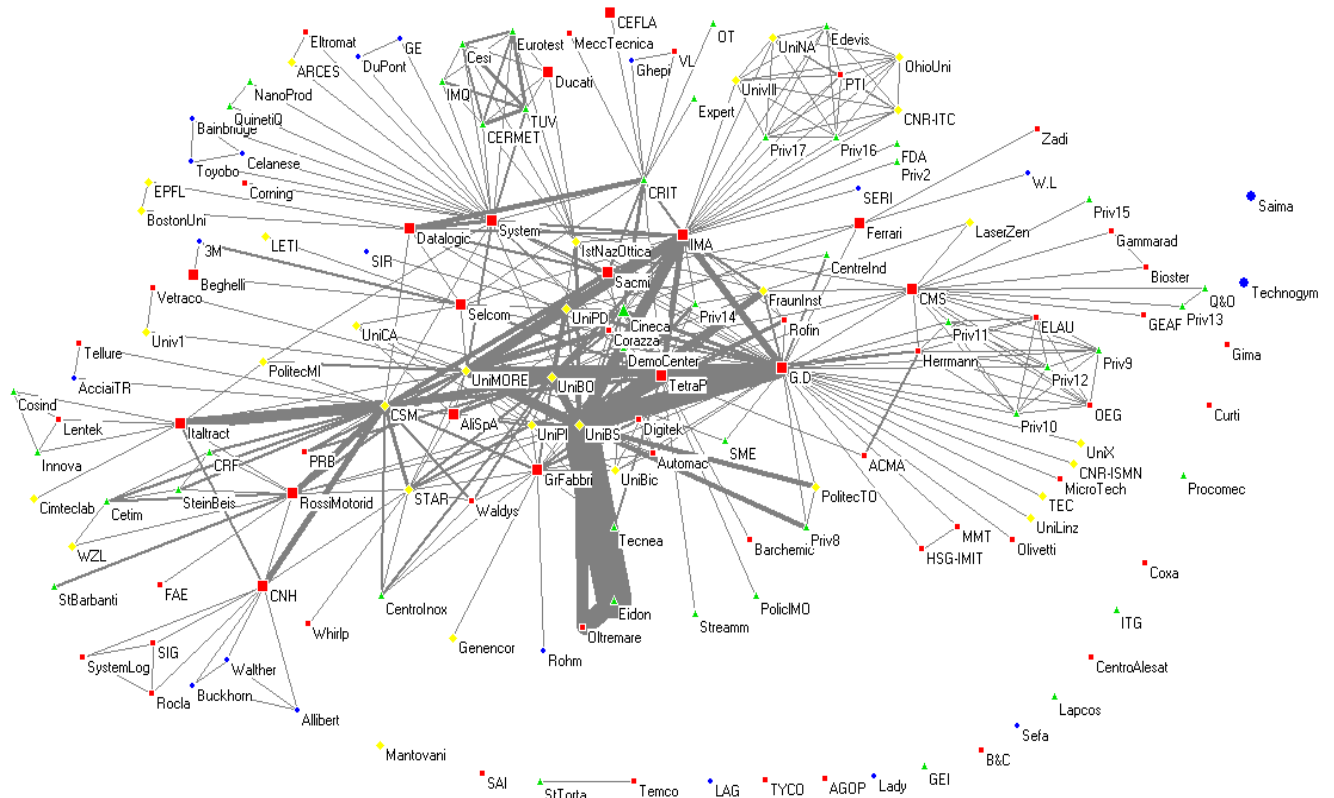 CEFLA
OT
Eltromat
GE
Eurotest
MeccTecnica
UniNA
Edevis
DuPont
Cesi
VL
OhioUni
ARCES
Ghepi
PTI
Ducati
UnivIII
NanoProd
IMQ
Expert
QuinetiQ
TUV
CNR-ITC
Bainbridge
CERMET
Priv17
Priv16
Zadi
Celanese
FDA
Toyobo
Priv2
EPFL
Corning
CRIT
SERI
W.L
Saima
BostonUni
Priv15
Datalogic
System
IIMA
Ferrari
LaserZen
LETI
IstNazOttica
Gammarad
3M
SIR
CentreInd
Bioster
Beghelli
Sacmi
Technogym
Vetraco
FraunInst
CMS
Q&O
Selcom
UniPD
Priv14
Priv13
Cineca
Rofin
Priv11
ELAU
GEAF
Univ1
UniCA
Corazza
Tellure
DemoCenter
Herrmann
Priv9
Gima
PolitecMI
UniMORE
UniBO
TetraP
G.D
Priv12
AcciaiTR
Cosind
CSM
OEG
Curti
Lentek
Italtract
AliSpA
UniPI
UniBS
Digitek
Priv10
Innova
CRF
PRB
SME
UniX
Automac
ACMA
CNR-ISMN
GrFabbri
UniBic
MicroTech
Procomec
SteinBeis
STAR
PolitecTO
Cimteclab
Cetim
RossiMotorid
Waldys
TEC
UniLinz
Tecnea
Priv8
MMT
WZL
Barchemic
Olivetti
HSG-IMIT
Coxa
StBarbanti
FAE
CNH
CentroInox
Eidon
PoliclMO
ITG
Whirlp
Streamm
Oltremare
SIG
Genencor
Rohm
SystemLog
CentroAlesat
Walther
Buckhorn
Rocla
Allibert
Lapcos
Sefa
Mantovani
B&C
GEI
SAI
StTorta
Temco
LAG
TYCO
AGOP
Lady